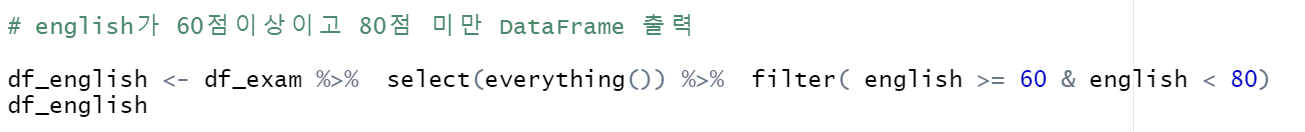 # english가 60점이상이고 80점 미만 DataFrame 출력
df_english <- df_exam %>%  select(everything()) %>%  filter( english >= 60 & english < 80)
df_english